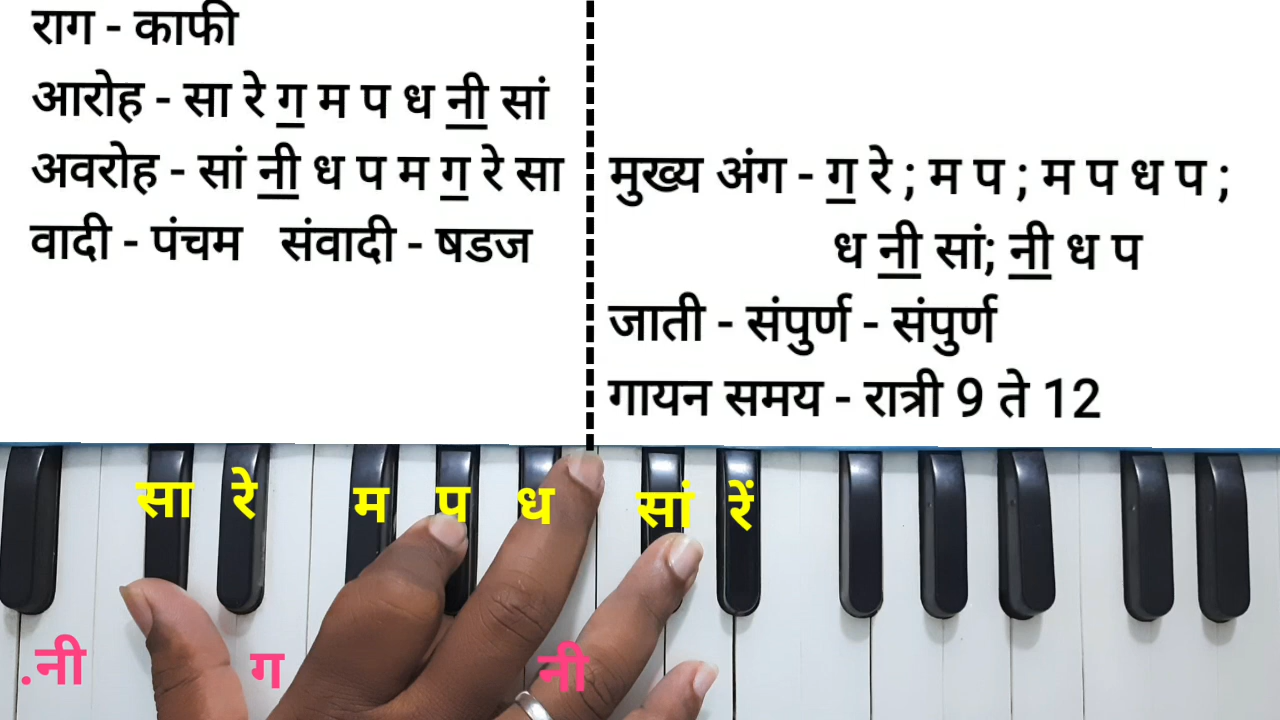 राग - काफी
आरोह - सा रे ग॒ म प ध नी॒ सां
अवरोह - सां नी॒ ध प म ग॒ रे सा
वादी - पंचम संवादी - षडज
मुख्य अंग - ग॒ रे ; म प ; म प ध प ;
ध नी॒ सां; नी॒ ध प
जाती - संपुर्ण - संपुर्ण
गायन समय - रात्री 9 ते 12
सा रे म प ध सां रें
.नी ग नी